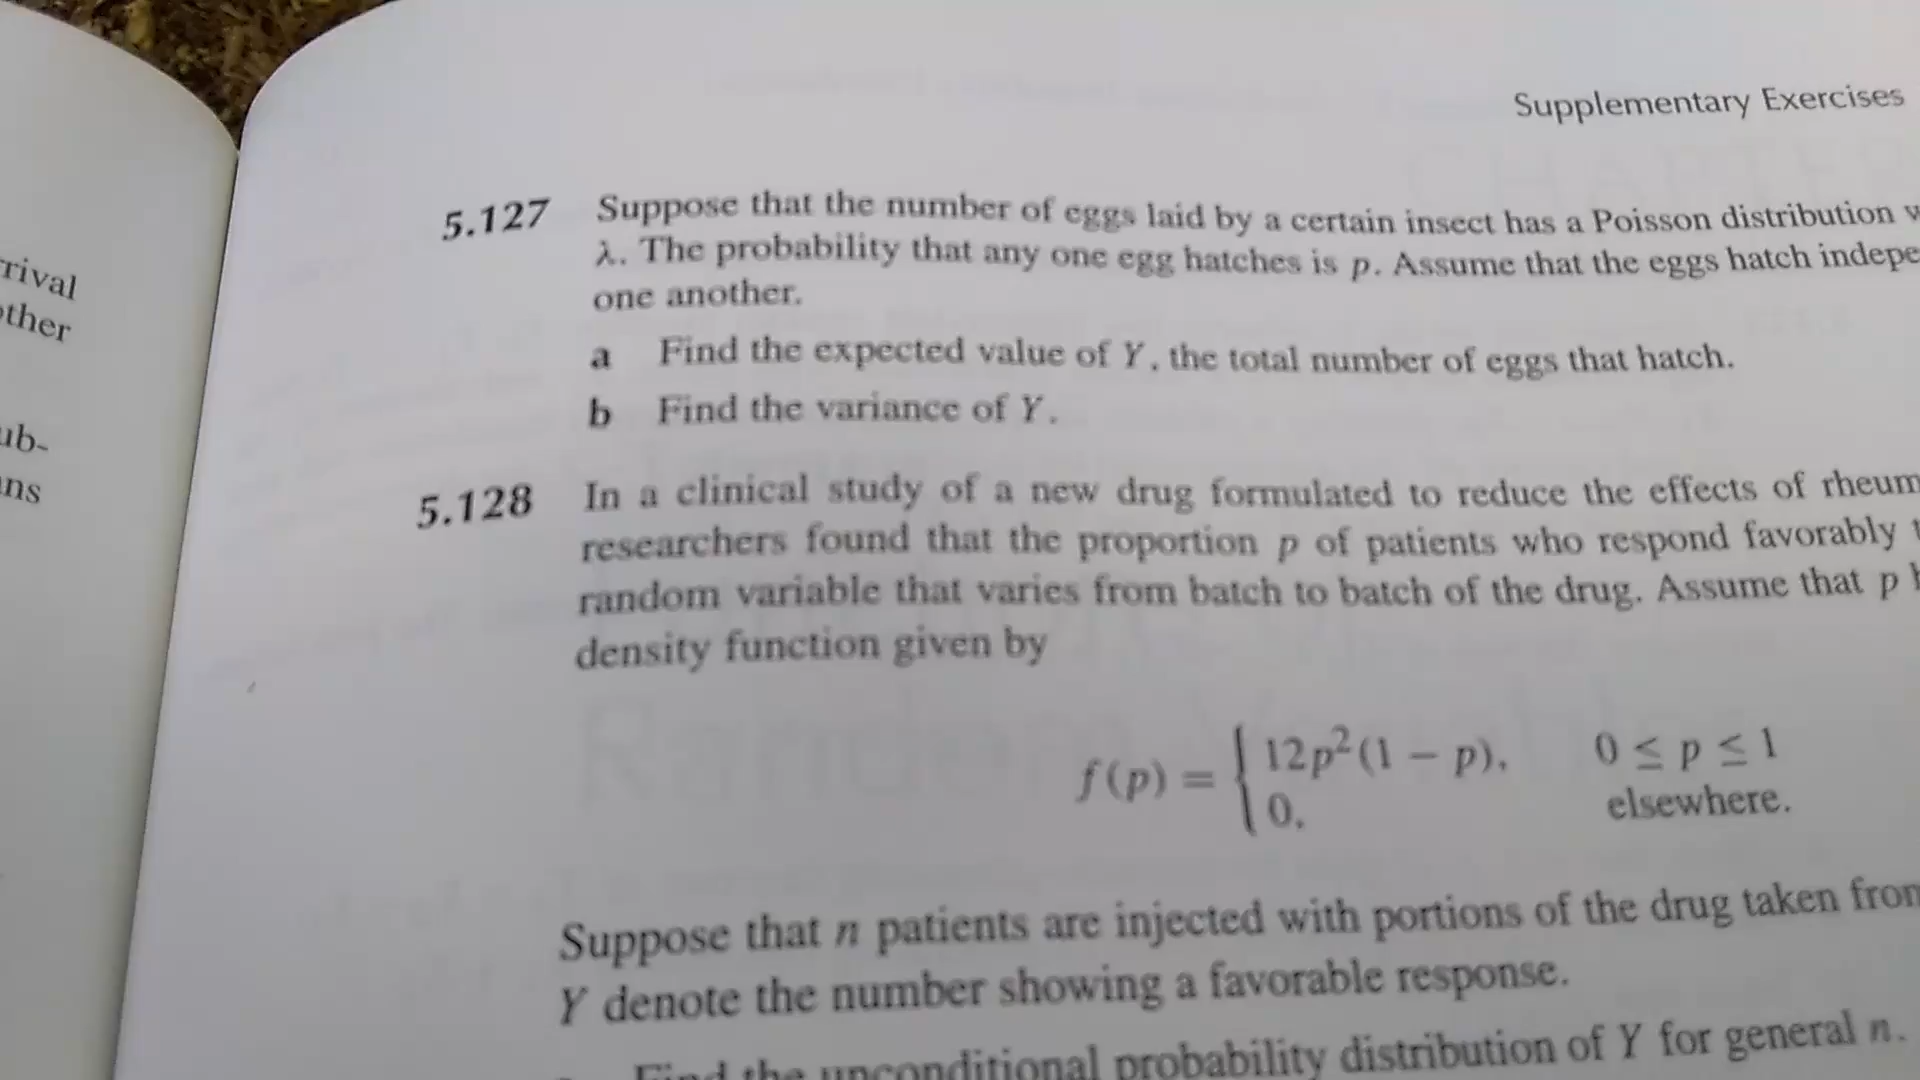 rival
other
ub-
ns
Supplementary Exercises
5.127 Suppose that the number of eggs laid by a certain insect has a Poisson distribution
λ. The probability that any one egg hatches is p. Assume that the eggs hatch indepe
one another.
a Find the expected value of Y, the total number of eggs that hatch.
b Find the variance of Y.
5.128 In a clinical study of a new drug formulated to reduce the effects of rheum
researchers found that the proportion p of patients who respond favorably
random variable that varies from batch to batch of the drug. Assume that p
density function given by
f(p) = { 12p²(1 − p), 0 ≤ p ≤ 1
0, elsewhere.
Suppose that n patients are injected with portions of the drug taken from
Y denote the number showing a favorable response.
Find the unconditional probability distribution of Y for general n.